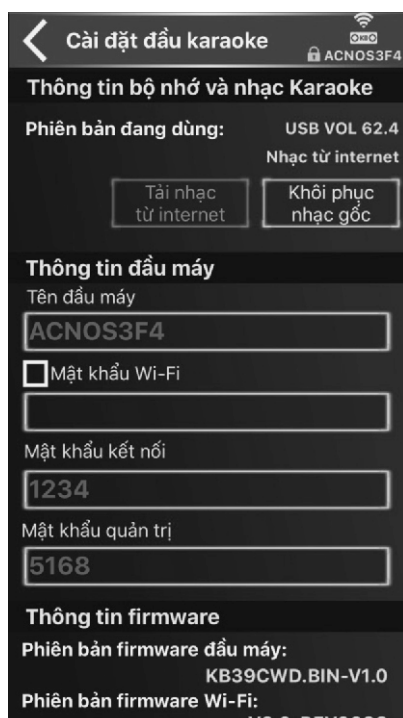 Cài đặt đầu karaoke
ACNOS3F4
Thông tin bộ nhớ và nhạc Karaoke
Phiên bản đang dùng: USB VOL 62.4
Nhạc từ internet
Tải nhạc
từ internet
Khôi phục
nhạc gốc
Thông tin đầu máy
Tên đầu máy
ACNOS3F4
Mật khẩu Wi-Fi
Mật khẩu kết nối
1234
Mật khẩu quản trị
5168
Thông tin firmware
Phiên bản firmware đầu máy:
KB39CWD.BIN-V1.0
Phiên bản firmware Wi-Fi: